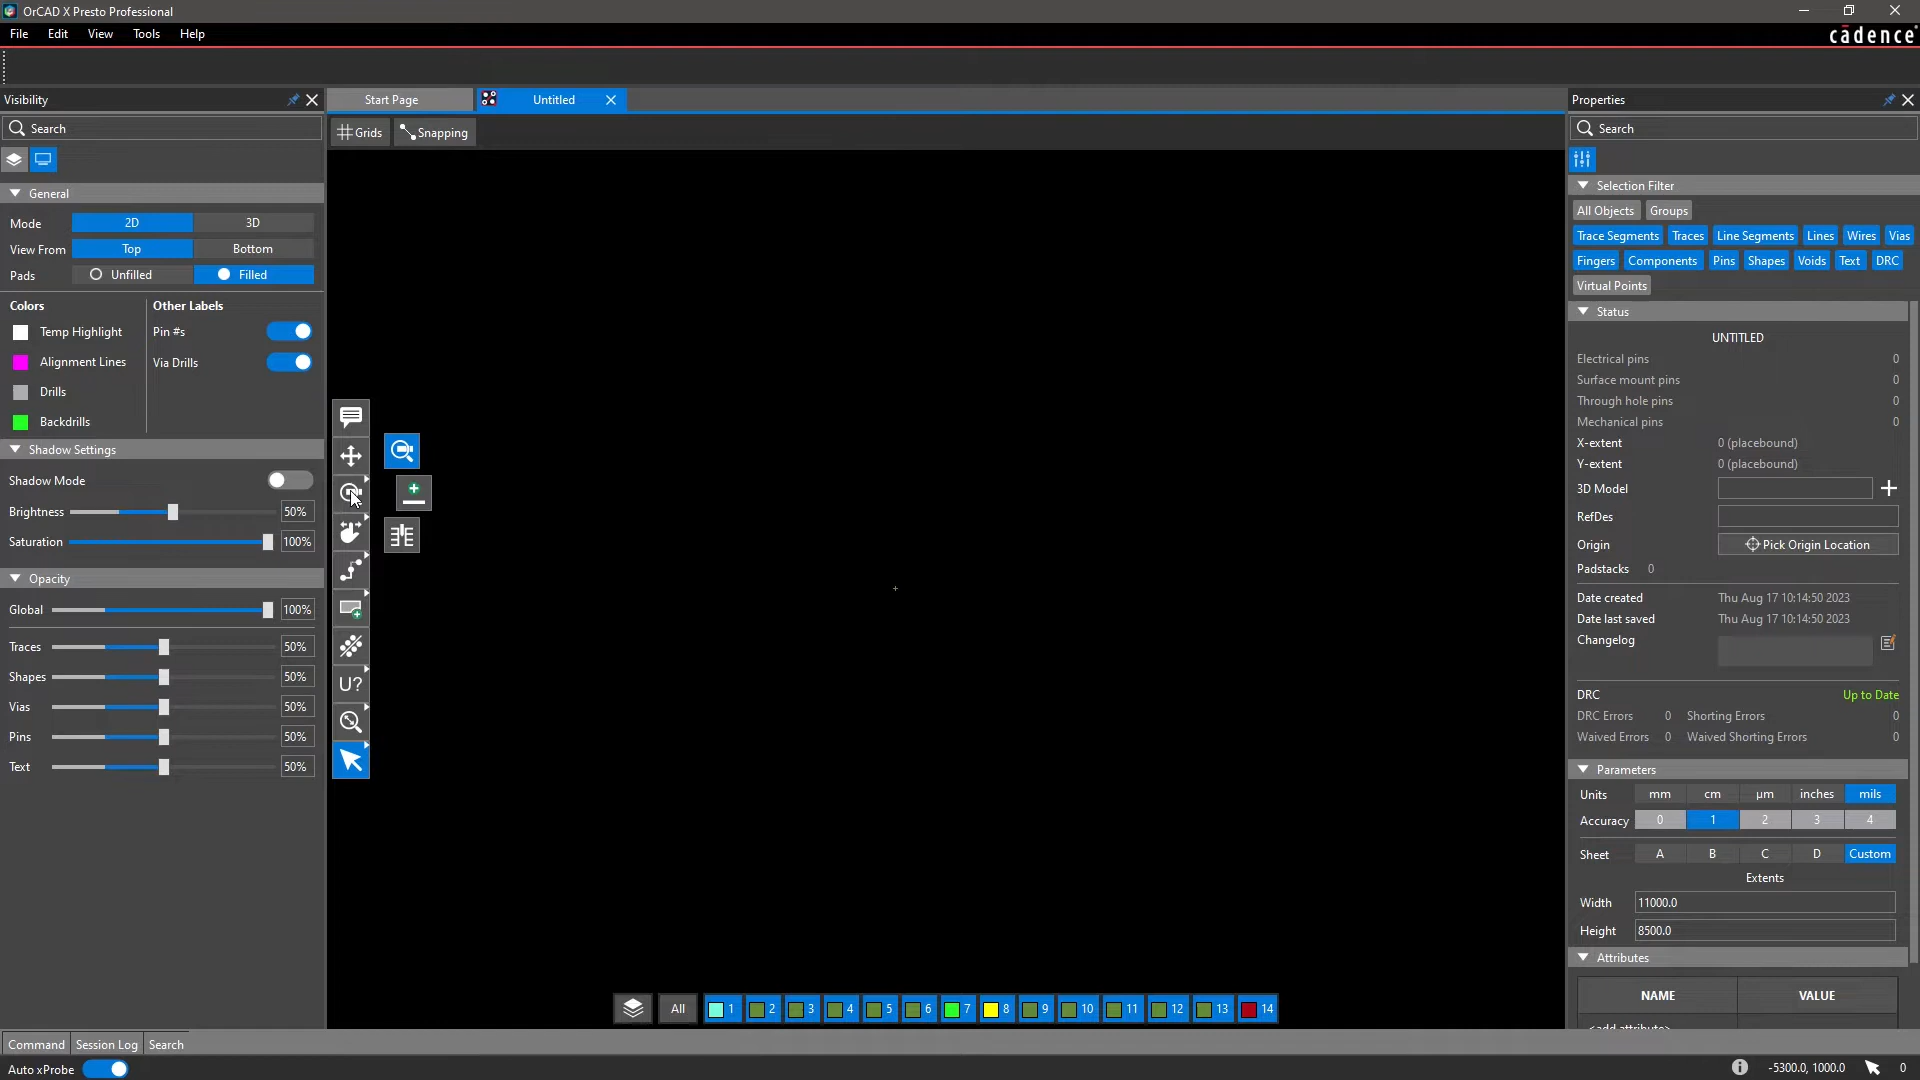 OrCAD X Presto Professional
File Edit View Tools Help
cādence
Visibility
Start Page
Untitled
Properties
Search
Grids
Snapping
Search
General
Mode 2D 3D
View From Top Bottom
Pads Unfilled Filled
Colors
Other Labels
Temp Highlight
Pin #s
Alignment Lines
Via Drills
Drills
Backdrills
Shadow Settings
Shadow Mode
Brightness 50%
Saturation 100%
Opacity
Global 100%
Traces 50%
Shapes 50%
Vias 50%
Pins 50%
Text 50%
U?
Selection Filter
All Objects Groups
Trace Segments Traces Line Segments Lines Wires Vias
Fingers Components Pins Shapes Voids Text DRC
Virtual Points
Status
UNTITLED
Electrical pins 0
Surface mount pins 0
Through hole pins 0
Mechanical pins 0
X-extent 0 (placebound)
Y-extent 0 (placebound)
3D Model
RefDes
Origin Pick Origin Location
Padstacks 0
Date created Thu Aug 17 10:14:50 2023
Date last saved Thu Aug 17 10:14:50 2023
Changelog
DRC Up to Date
DRC Errors 0 Shorting Errors 0
Waived Errors 0 Waived Shorting Errors 0
Parameters
Units mm cm µm inches mils
Accuracy 0 1 2 3 4
Sheet A B C D Custom
Extents
Width 11000.0
Height 8500.0
Attributes
NAME VALUE
<add attribute>
All 1 2 3 4 5 6 7 8 9 10 11 12 13 14
Command Session Log Search
Auto xProbe
-5300.0, 1000.0 0